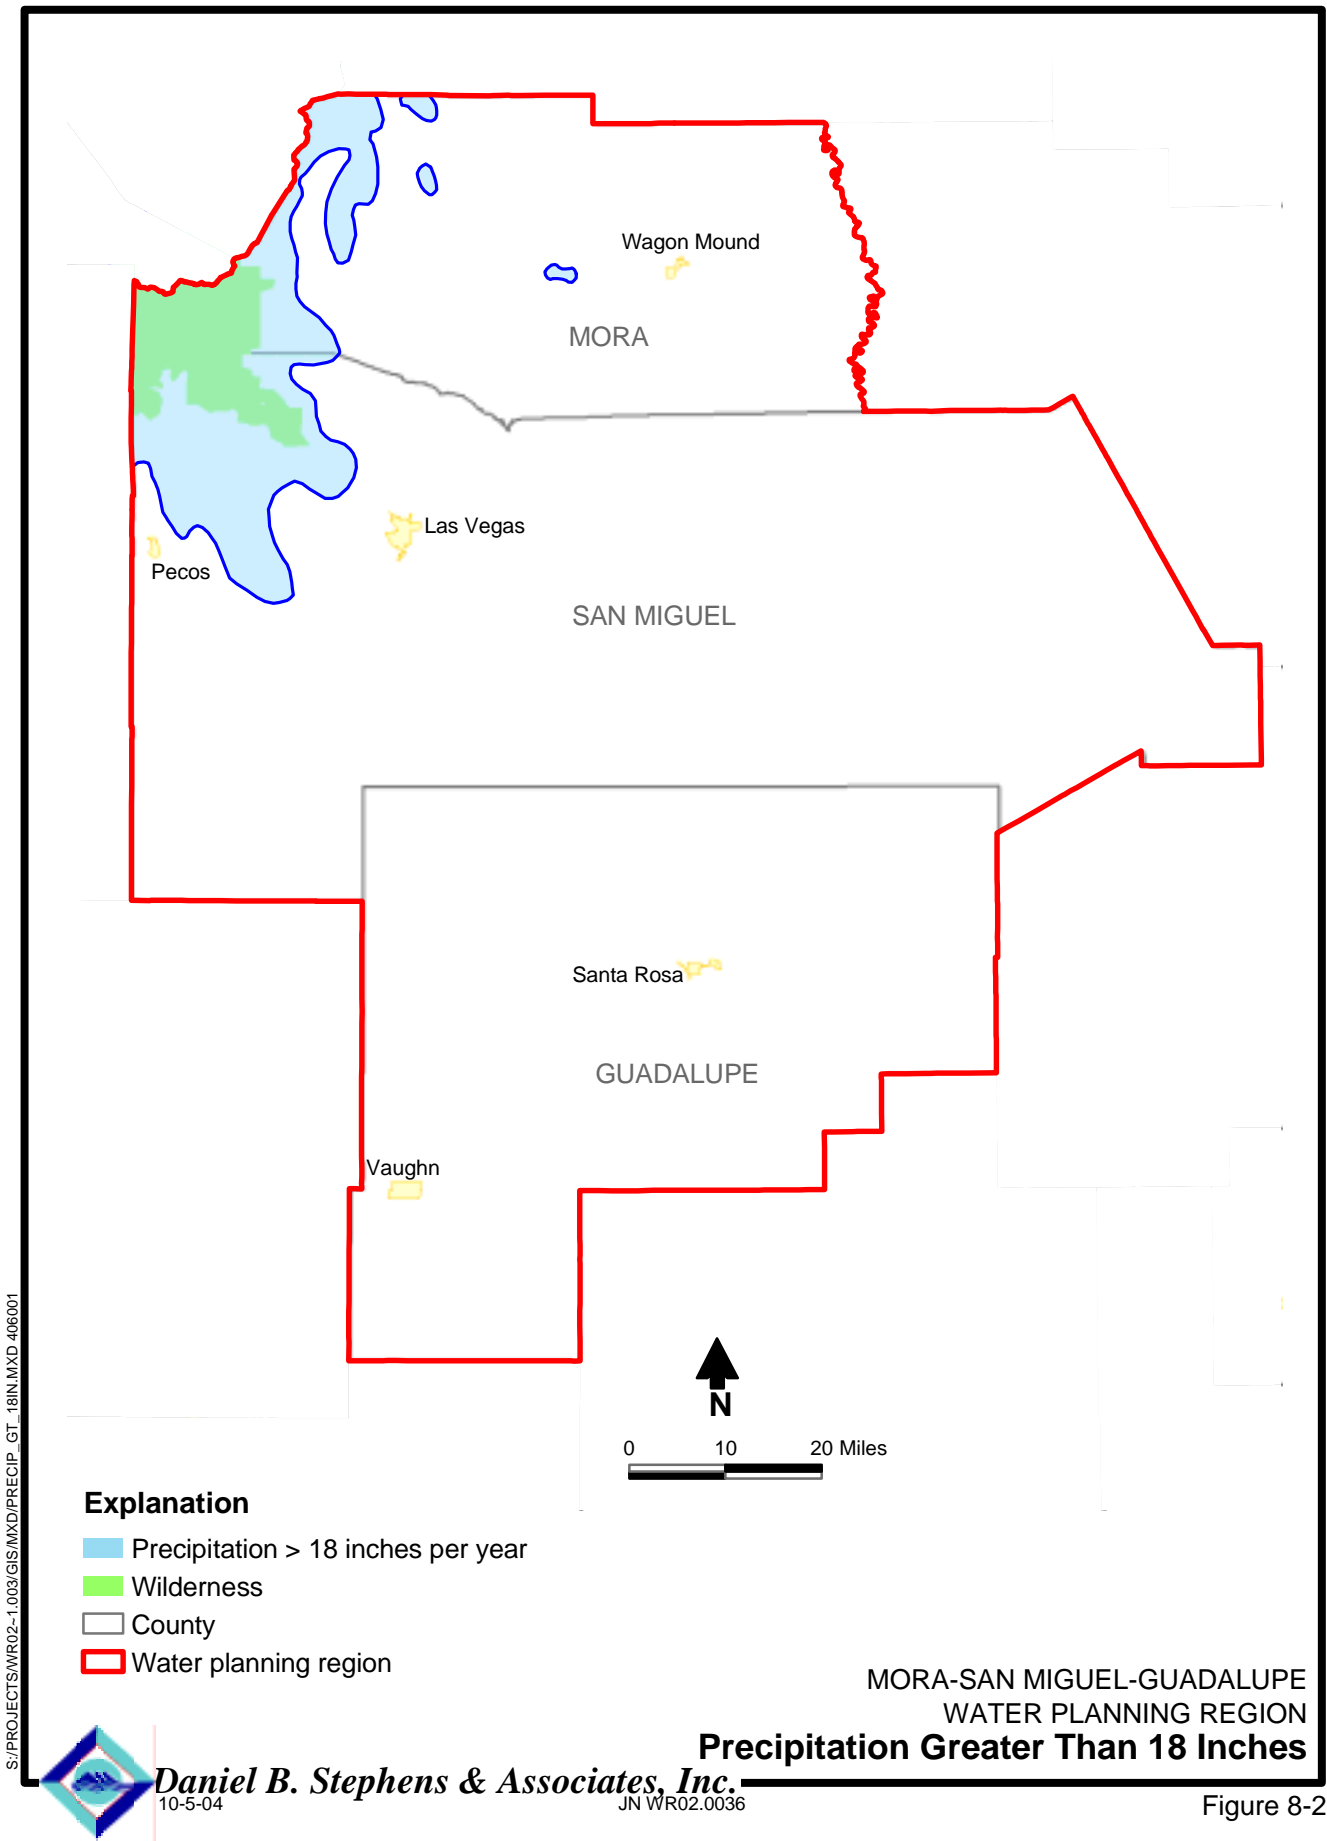 Wagon Mound
MORA
Las Vegas
Pecos
SAN MIGUEL
Santa Rosa
GUADALUPE
Vaughn
N
0 10 20 Miles
Explanation
Precipitation > 18 inches per year
Wilderness
County
Water planning region
S:/PROJECTS/WR02~1.003/GIS/MXD/PRECIP_GT_18IN.MXD 406001
MORA-SAN MIGUEL-GUADALUPE
WATER PLANNING REGION
Precipitation Greater Than 18 Inches
Daniel B. Stephens & Associates, Inc.
10-5-04 JN WR02.0036
Figure 8-2